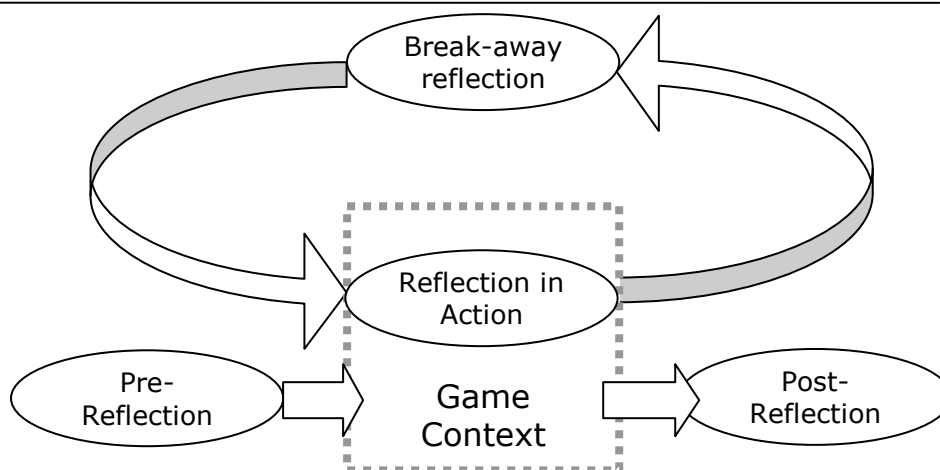 Break-away
reflection
Reflection in
Action
Pre-
Reflection
Game
Context
Post-
Reflection